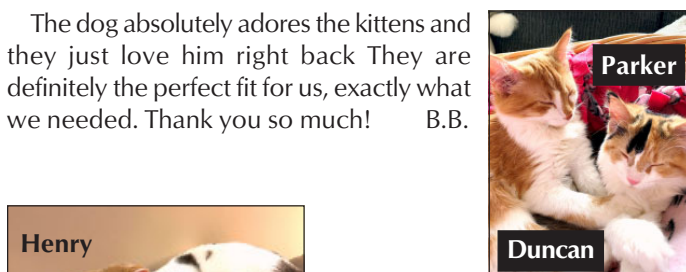 The dog absolutely adores the kittens and
they just love him right back They are
definitely the perfect fit for us, exactly what
we needed. Thank you so much! B.B.
Parker
Duncan
Henry